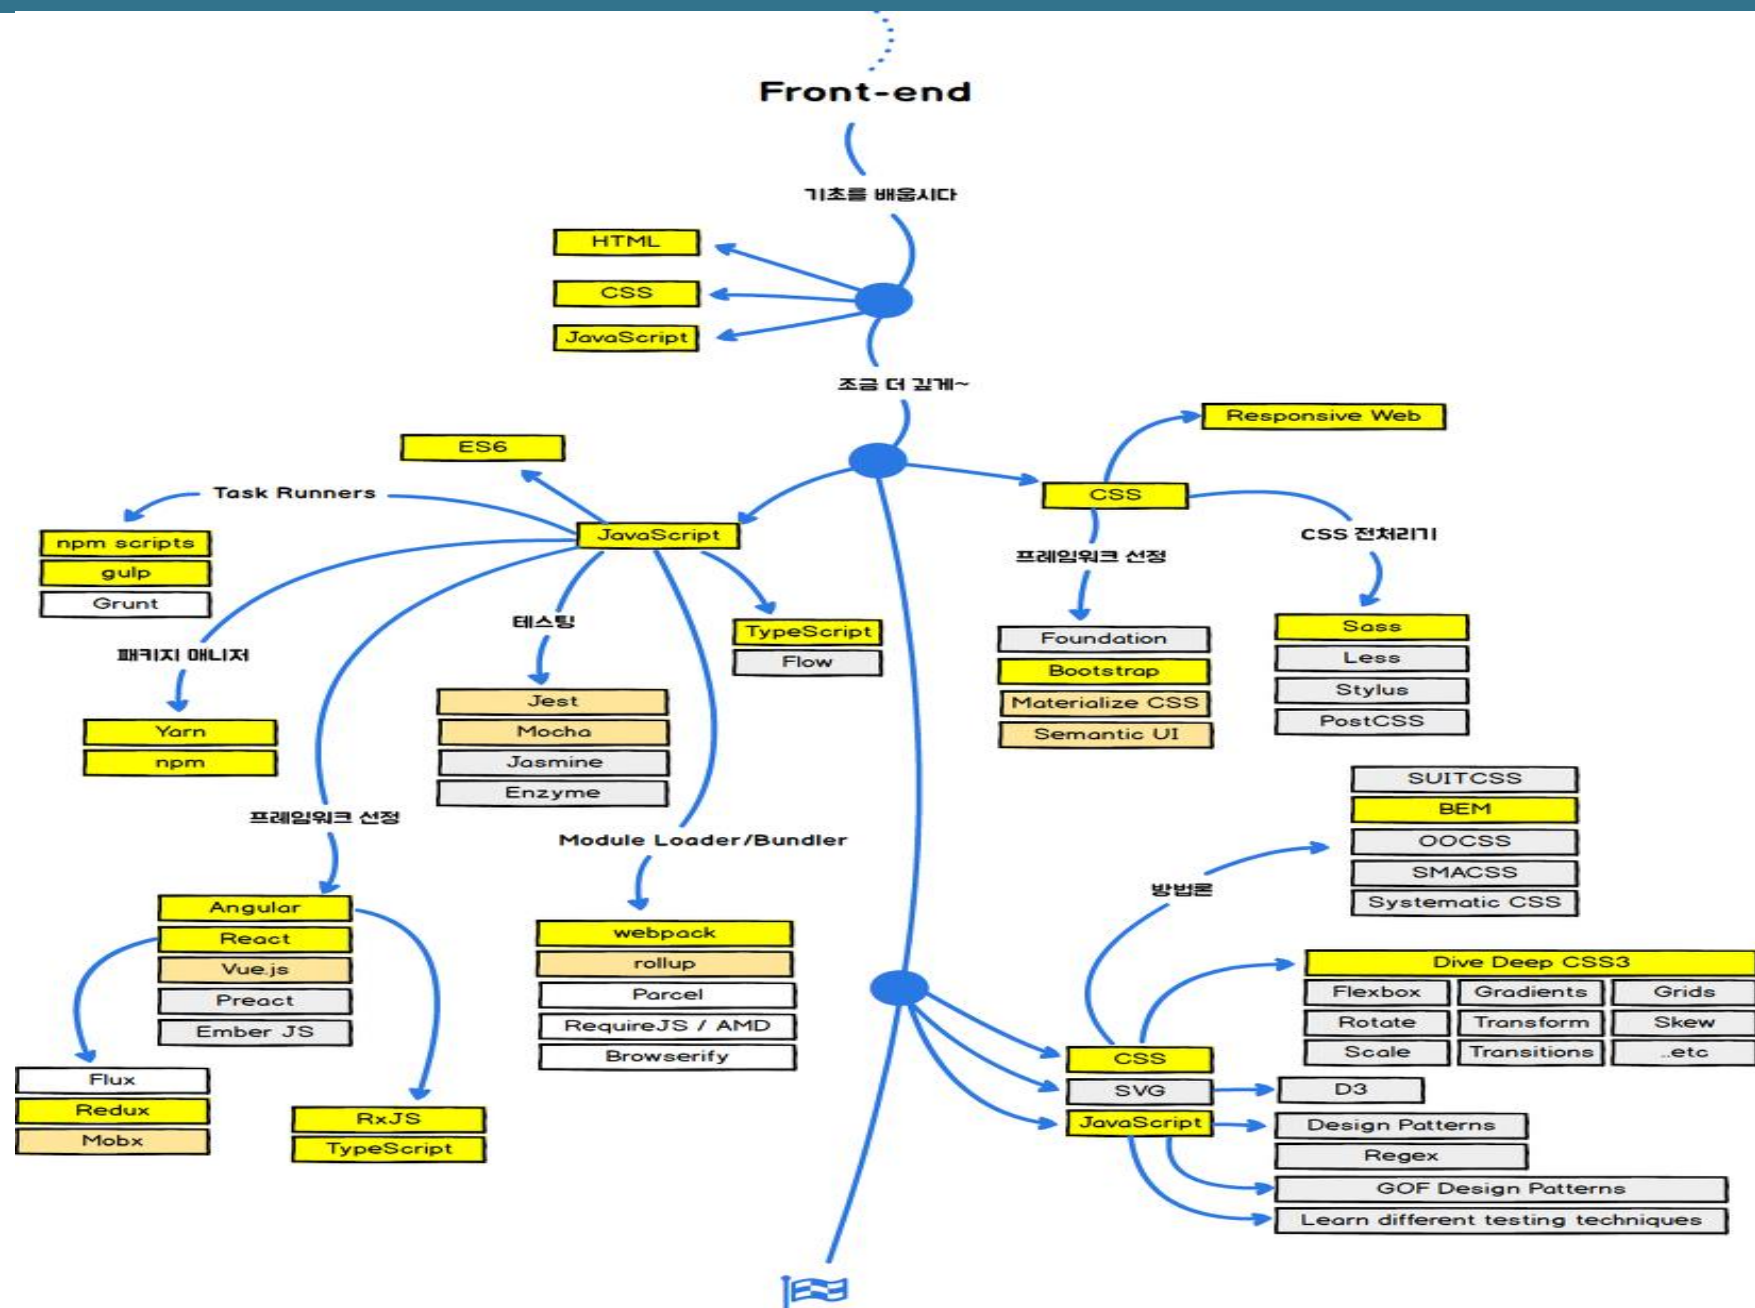 Front-end
기초를 배웁시다
HTML
CSS
JavaScript
조금 더 깊게~
Responsive Web
ES6
CSS
Task Runners
npm scripts
gulp
Grunt
JavaScript
CSS 전처리기
프레임워크 선정
패키지 매니저
Yarn
npm
테스팅
Jest
Mocha
Jasmine
Enzyme
TypeScript
Flow
Foundation
Bootstrap
Materialize CSS
Semantic UI
Sass
Less
Stylus
PostCSS
프레임워크 선정
Angular
React
Vue.js
Preact
Ember JS
Flux
Redux
Mobx
RxJS
TypeScript
Module Loader/Bundler
webpack
rollup
Parcel
RequireJS / AMD
Browserify
방법론
SUITCSS
BEM
OOCSS
SMACSS
Systematic CSS
Dive Deep CSS3
Flexbox Gradients Grids
Rotate Transform Skew
Scale Transitions ..etc
CSS
SVG
JavaScript
D3
Design Patterns
Regex
GOF Design Patterns
Learn different testing techniques